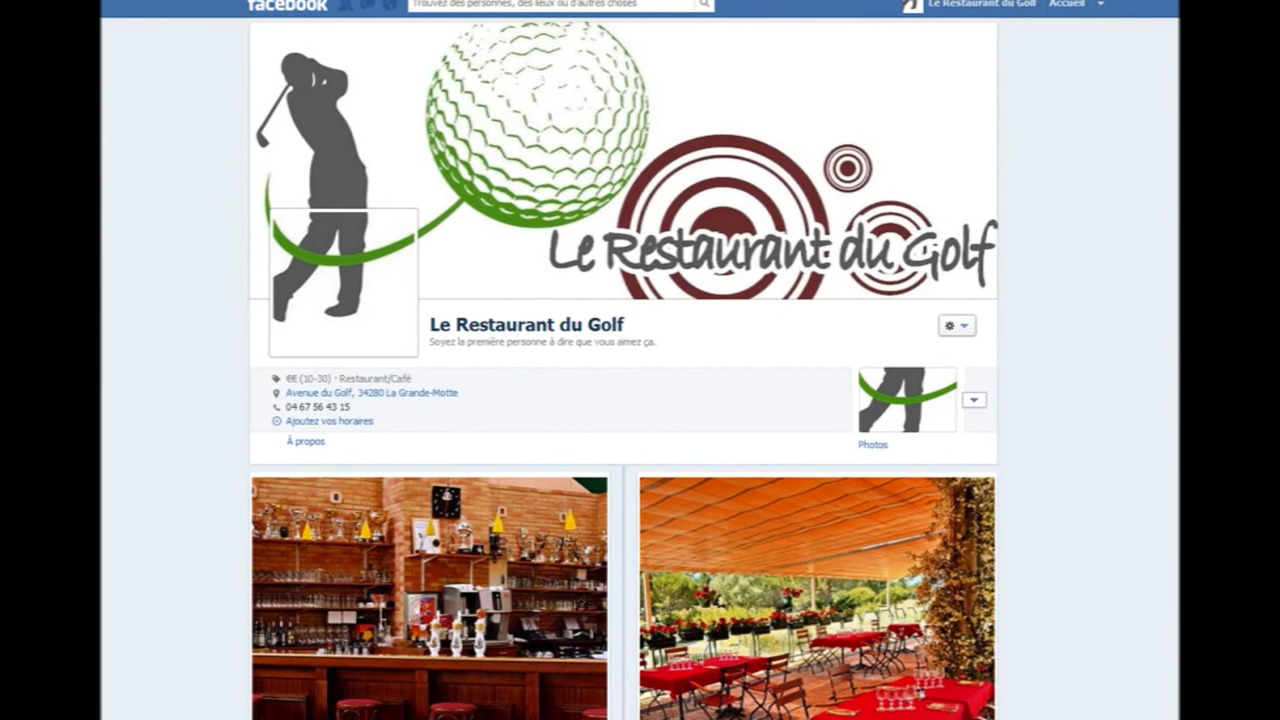 facebook
Trouvez des personnes, des lieux ou d'autres choses
Le Restaurant du Golf
Accueil
Le Restaurant du Golf
Le Restaurant du Golf
Soyez la première personne à dire que vous aimez ça.
€€ (10-30) · Restaurant/Café
Avenue du Golf, 34280 La Grande-Motte
04 67 56 43 15
Ajoutez vos horaires
À propos
Photos